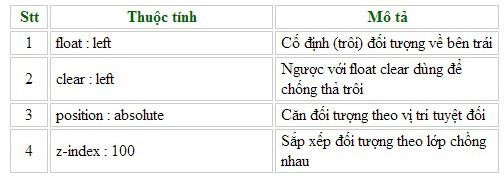 Stt Thuộc tính Mô tả
1 float : left Cố định (trôi) đối tượng về bên trái
2 clear : left Ngược với float clear dùng để
chống thả trôi
3 position : absolute Căn đối tượng theo vị trí tuyệt đối
4 z-index : 100 Sắp xếp đối tượng theo lớp chồng
nhau